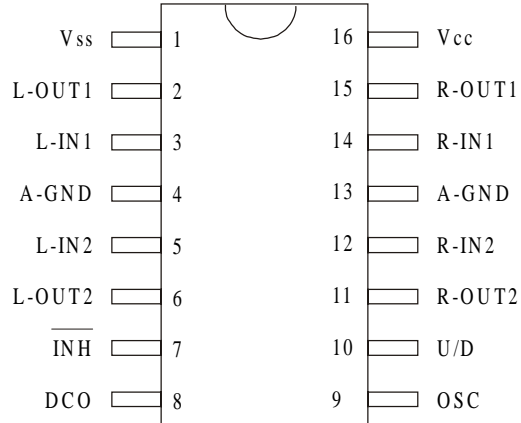 Vss 1 16 Vcc
L-OUT1 2 15 R-OUT1
L-IN1 3 14 R-IN1
A-GND 4 13 A-GND
L-IN2 5 12 R-IN2
L-OUT2 6 11 R-OUT2
INH 7 10 U/D
DCO 8 9 OSC